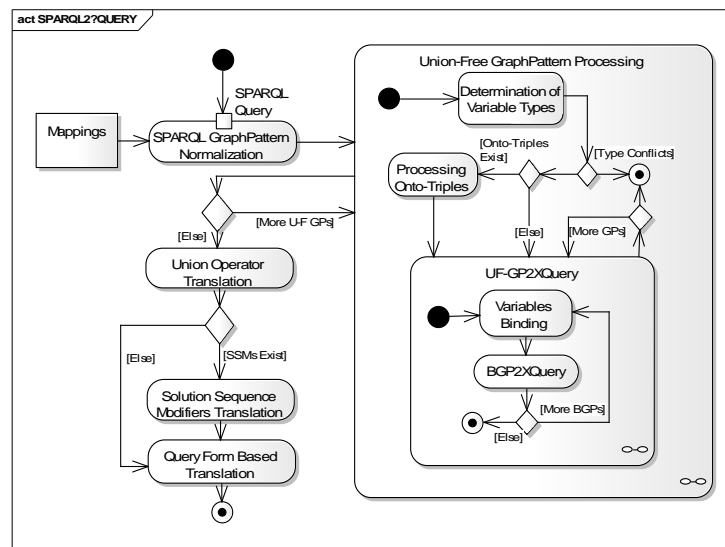 act SPARQL2?QUERY
Union-Free GraphPattern Processing
SPARQL
Query
Determination of
Variable Types
Mappings
SPARQL GraphPattern
Normalization
[Onto-Triples
Exist]
[Type Conflicts]
Processing
Onto-Triples
[More U-F GPs]
[Else]
[Else]
[More GPs]
Union Operator
Translation
UF-GP2XQuery
Variables
Binding
[Else]
[SSMs Exist]
BGP2XQuery
Solution Sequence
Modifiers Translation
[More BGPs]
[Else]
Query Form Based
Translation